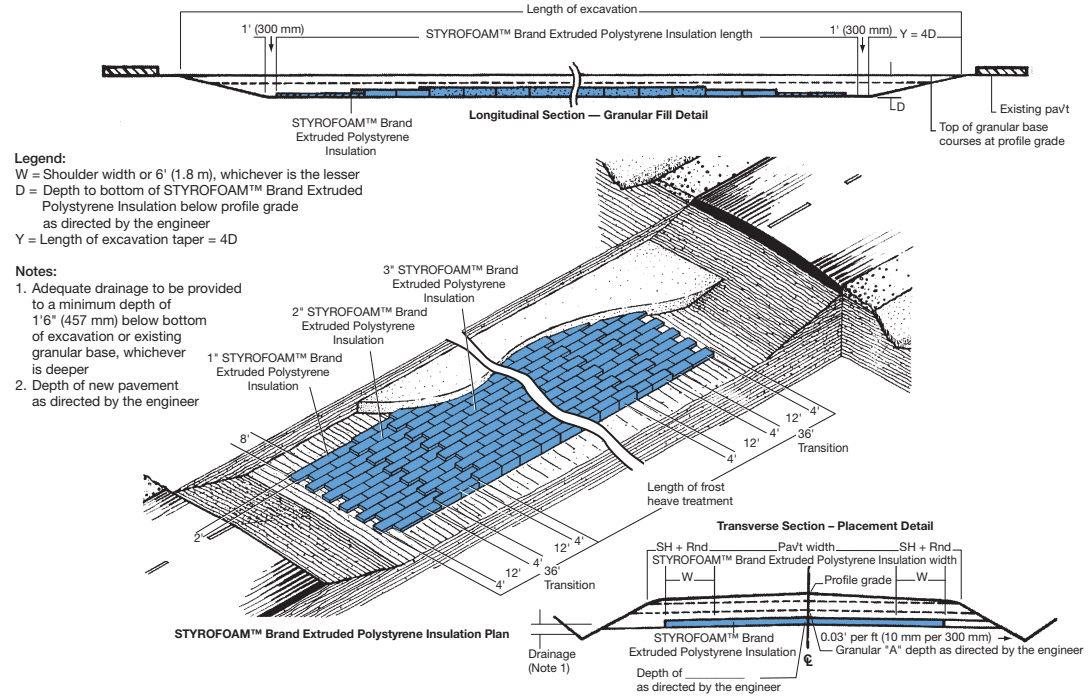 Length of excavation
1' (300 mm)
STYROFOAM™ Brand Extruded Polystyrene Insulation length
1' (300 mm)
Y = 4D
STYROFOAM™ Brand
Extruded Polystyrene
Insulation
Longitudinal Section — Granular Fill Detail
D
Existing pav't
Top of granular base
courses at profile grade
Legend:
W = Shoulder width or 6' (1.8 m), whichever is the lesser
D = Depth to bottom of STYROFOAM™ Brand Extruded
Polystyrene Insulation below profile grade
as directed by the engineer
Y = Length of excavation taper = 4D
Notes:
1. Adequate drainage to be provided
to a minimum depth of
1'6" (457 mm) below bottom
of excavation or existing
granular base, whichever
is deeper
2. Depth of new pavement
as directed by the engineer
3" STYROFOAM™ Brand
Extruded Polystyrene
Insulation
2" STYROFOAM™ Brand
Extruded Polystyrene
Insulation
1" STYROFOAM™ Brand
Extruded Polystyrene
Insulation
8'
2'
4'
12'
4'
12'
4'
36'
Transition
Length of frost
heave treatment
4'
12'
4'
12'
4'
36'
Transition
STYROFOAM™ Brand Extruded Polystyrene Insulation Plan
Transverse Section – Placement Detail
SH + Rnd
Pav't width
SH + Rnd
STYROFOAM™ Brand Extruded Polystyrene Insulation width
W
W
Profile grade
STYROFOAM™ Brand
Extruded Polystyrene Insulation
0.03' per ft (10 mm per 300 mm)
Granular "A" depth as directed by the engineer
℄
Drainage
(Note 1)
Depth of
as directed by the engineer